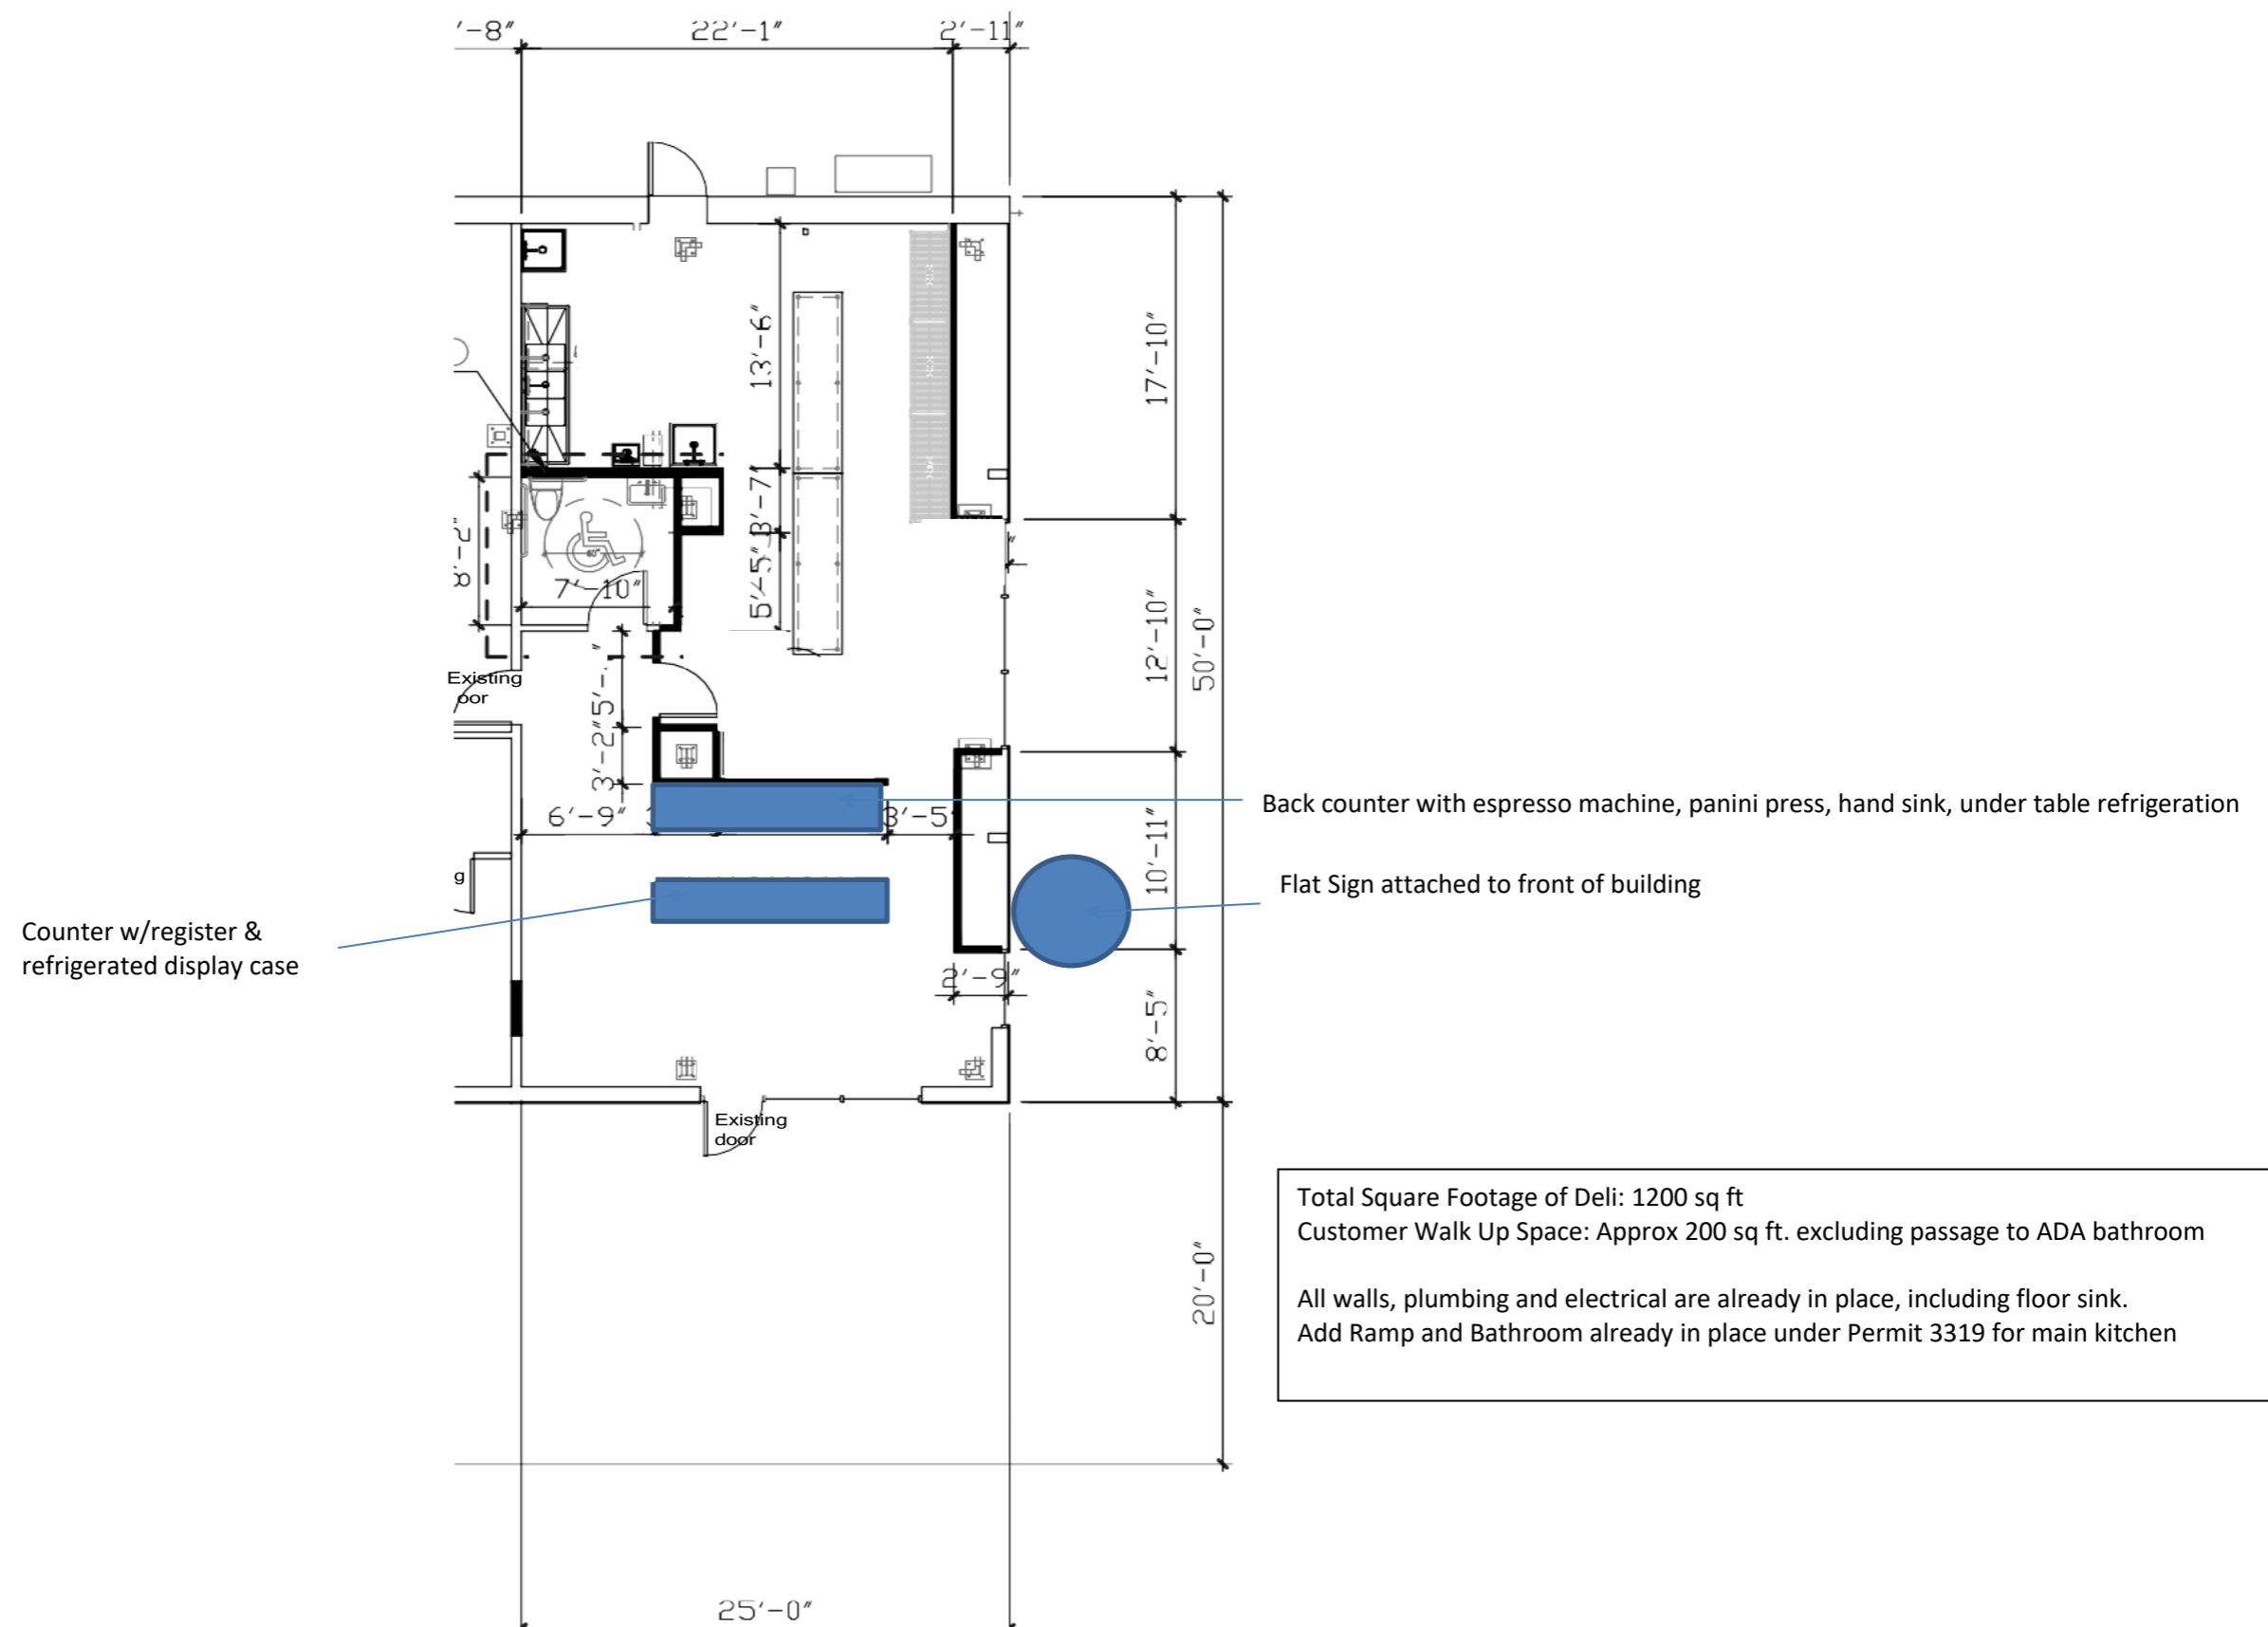 ′-8″
22′-1″
2′-11″
13′-6″
17′-10″
3′-7″
8′-2″
60"
5′-5″
7′-10″
12′-10″
50′-0″
Existing
oor
5′-
3′-2″
Back counter with espresso machine, panini press, hand sink, under table refrigeration
6′-9″
3′-5
10′-11″
g
Flat Sign attached to front of building
Counter w/register &
refrigerated display case
2′-9″
8′-5″
Existing
door
Total Square Footage of Deli: 1200 sq ft
Customer Walk Up Space: Approx 200 sq ft. excluding passage to ADA bathroom
All walls, plumbing and electrical are already in place, including floor sink.
Add Ramp and Bathroom already in place under Permit 3319 for main kitchen
20′-0″
25′-0″